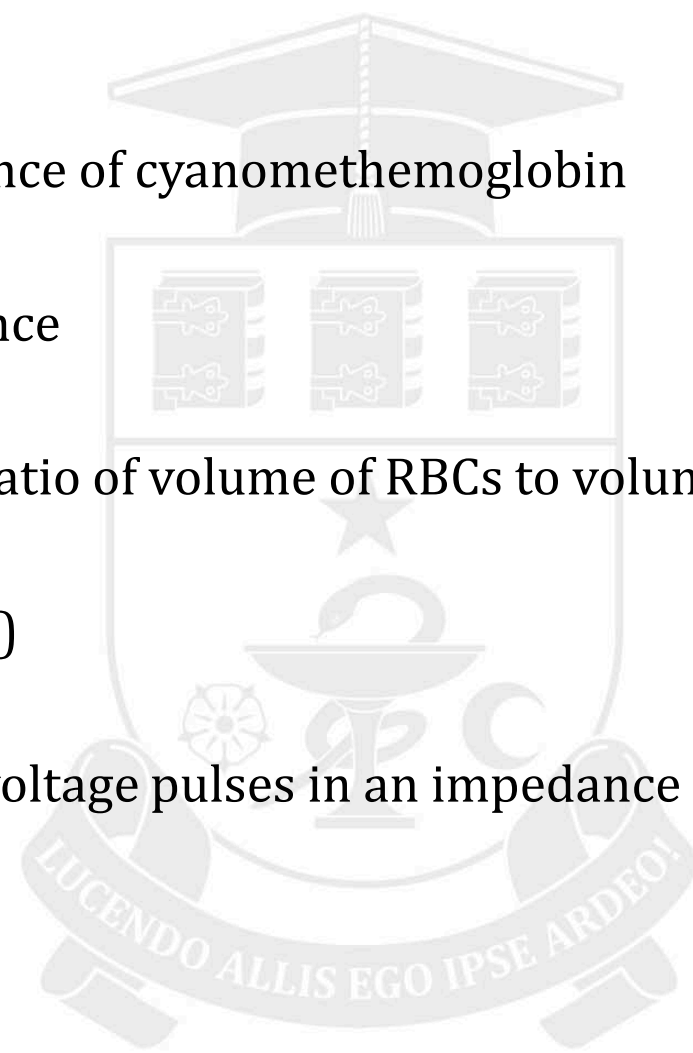 nce of cyanomethemoglobin
nce
atio of volume of RBCs to volum
)
voltage pulses in an impedance
LUCENDO ALLIS EGO IPSE ARDEO!